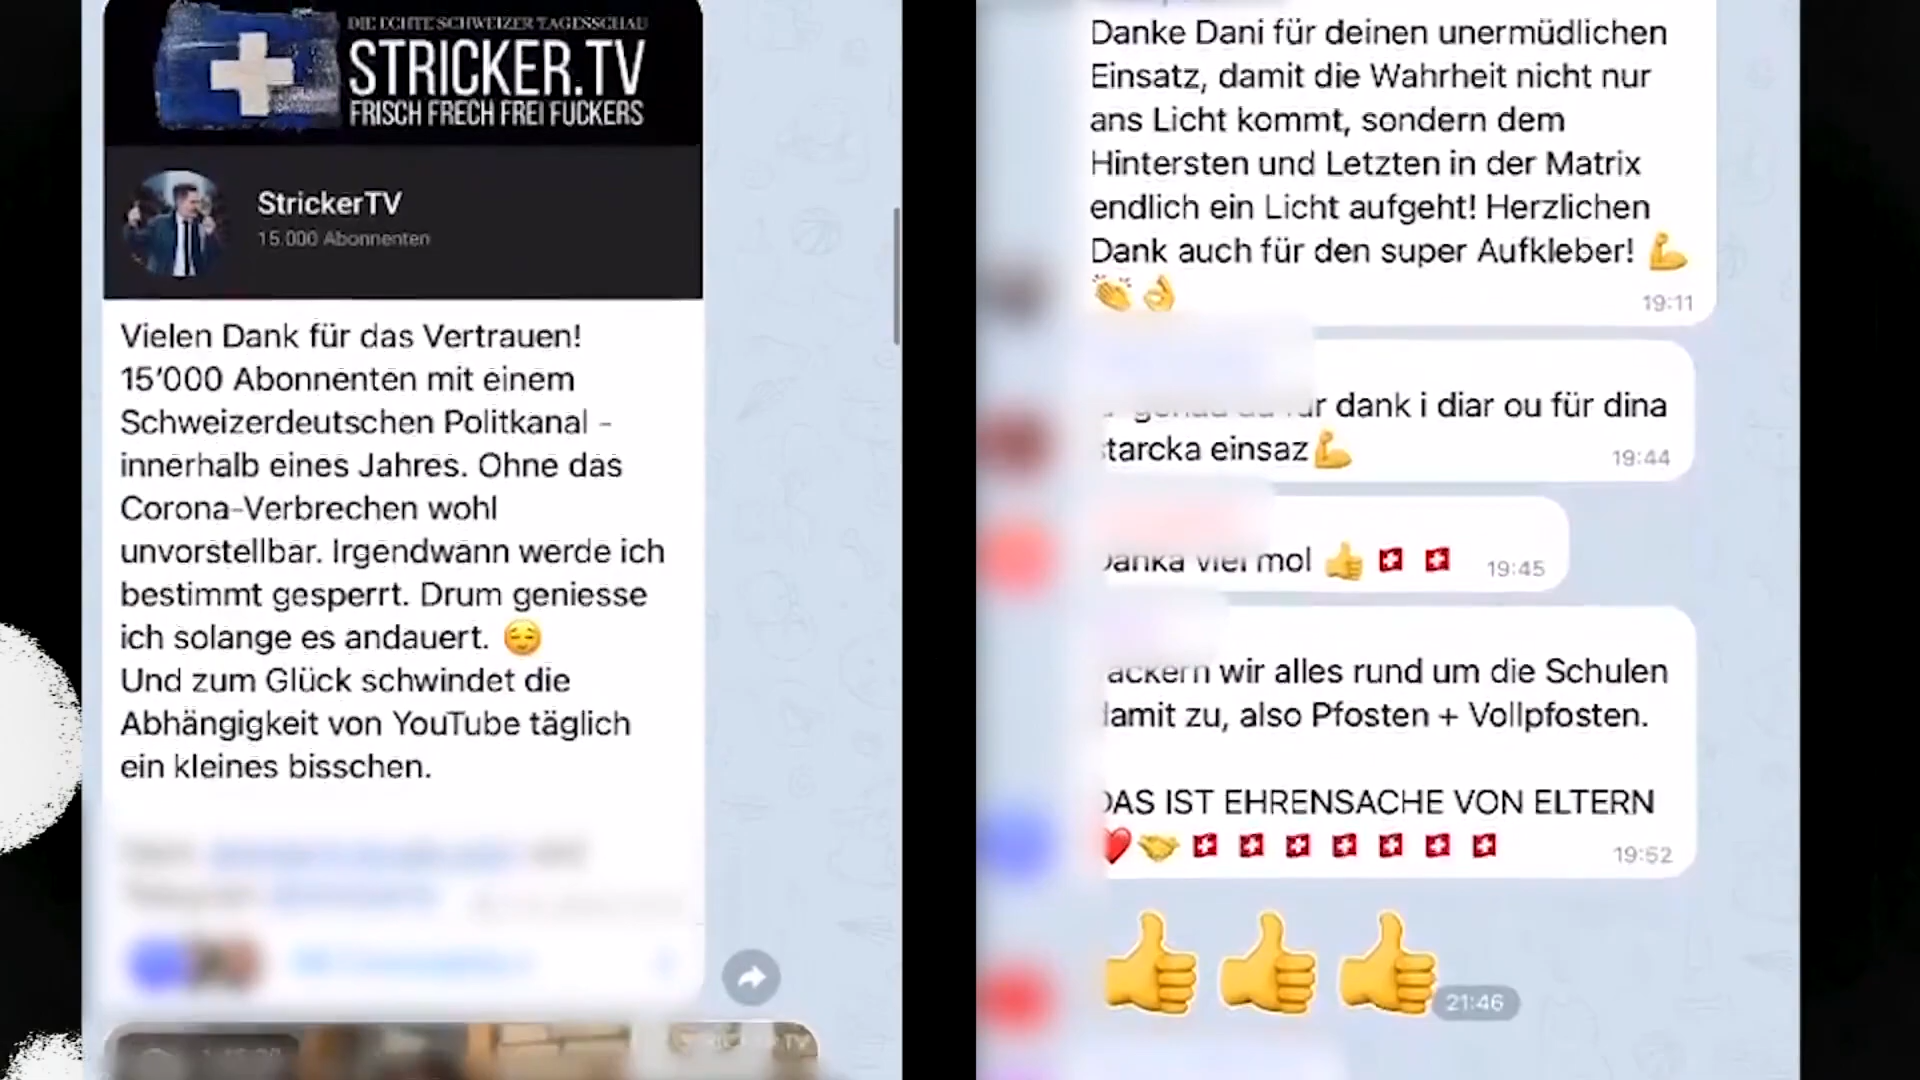 DIE ECHTE SCHWEIZER TAGESSCHAU
STRICKER.TV
FRISCH FRECH FREI FUCKERS
StrickerTV
15.000 Abonnenten
Vielen Dank für das Vertrauen!
15'000 Abonnenten mit einem
Schweizerdeutschen Politkanal -
innerhalb eines Jahres. Ohne das
Corona-Verbrechen wohl
unvorstellbar. Irgendwann werde ich
bestimmt gesperrt. Drum geniesse
ich solange es andauert. 😌
Und zum Glück schwindet die
Abhängigkeit von YouTube täglich
ein kleines bisschen.
STRICKER TV
Danke Dani für deinen unermüdlichen
Einsatz, damit die Wahrheit nicht nur
ans Licht kommt, sondern dem
Hintersten und Letzten in der Matrix
endlich ein Licht aufgeht! Herzlichen
Dank auch für den super Aufkleber! 💪
👏👌
19:11
dank i diar ou für dina
starcka einsaz💪
19:44
viel mol 👍🇨🇭🇨🇭
19:45
wir alles rund um die Schulen
damit zu, also Pfosten + Vollpfosten.
DAS IST EHRENSACHE VON ELTERN
❤️🤝🇨🇭🇨🇭🇨🇭🇨🇭🇨🇭🇨🇭🇨🇭
19:52
👍👍👍
21:46